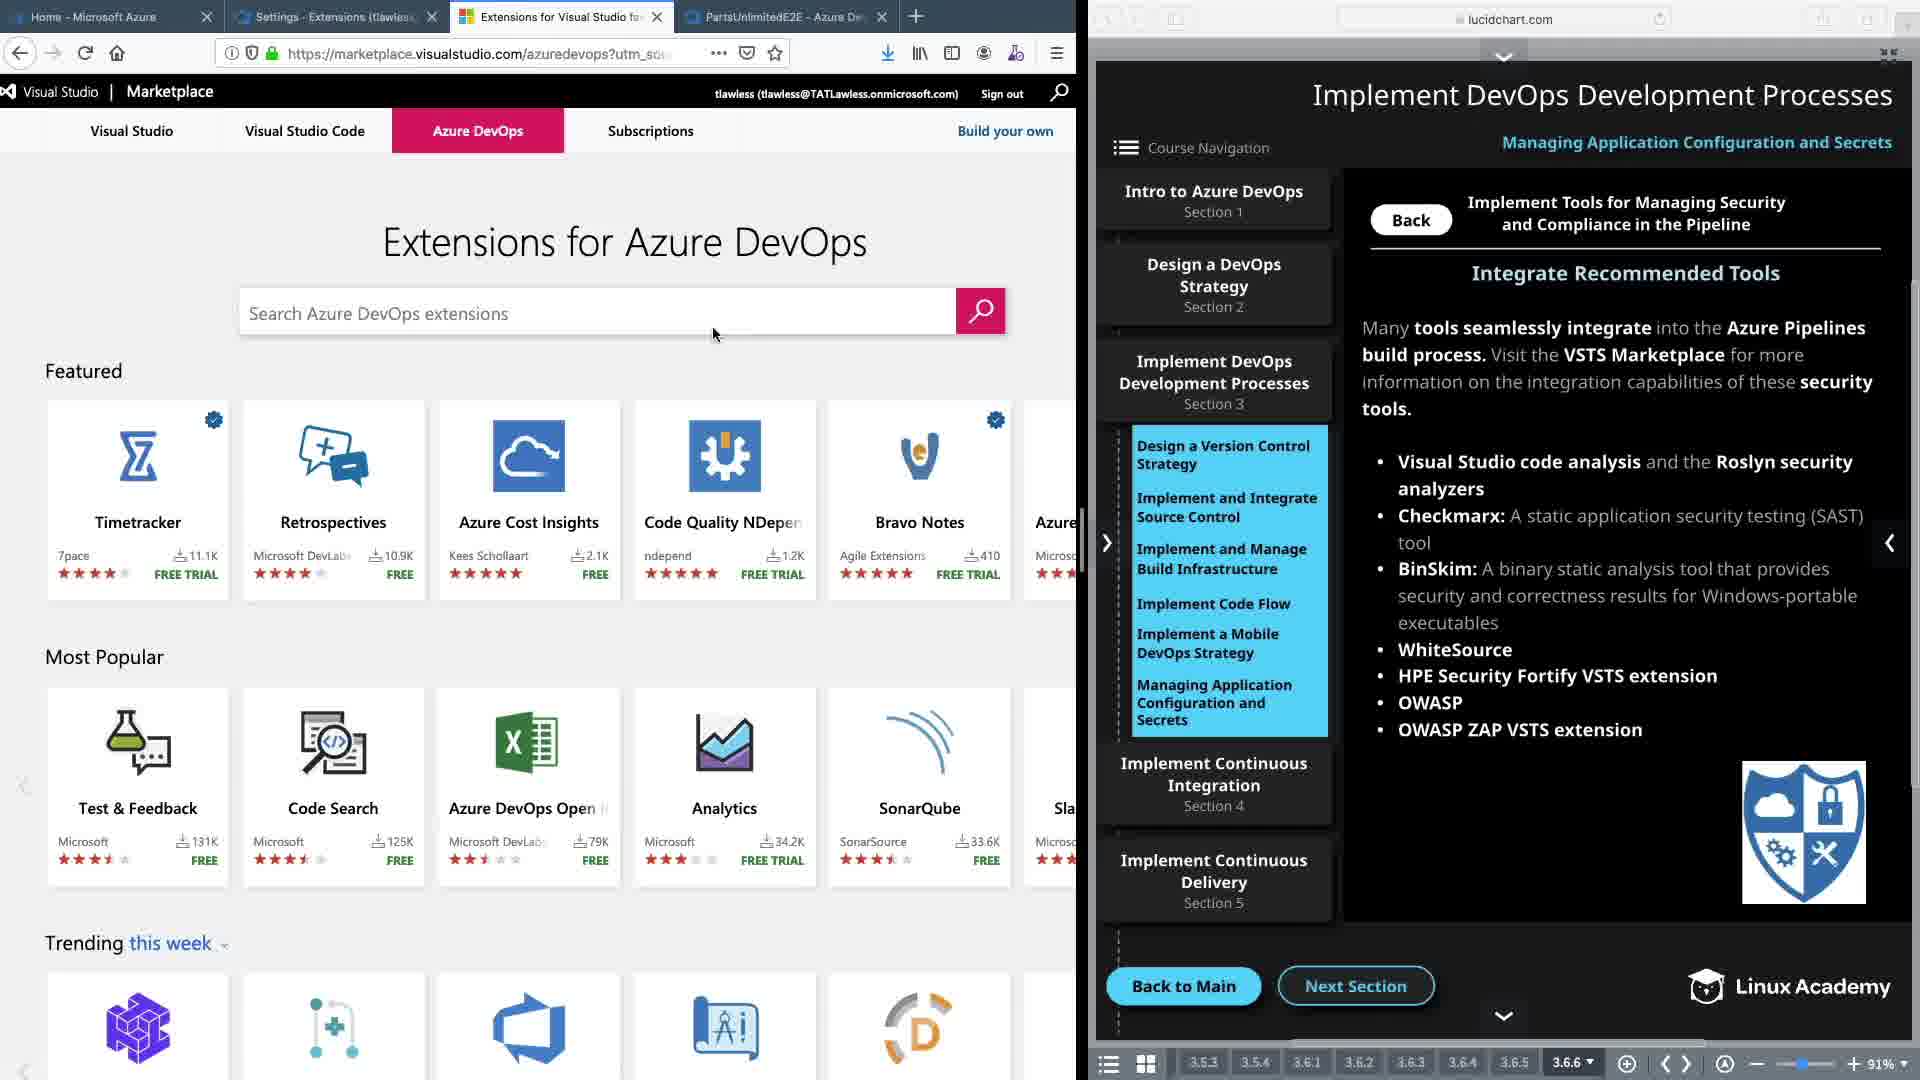 Home - Microsoft Azure
Settings - Extensions (tlawless
Extensions for Visual Studio fa
PartsUnlimitedE2E - Azure De
https://marketplace.visualstudio.com/azuredevops?utm_sou
Visual Studio | Marketplace
tlawless (tlawless@TATLawless.onmicrosoft.com)
Sign out
Visual Studio
Visual Studio Code
Azure DevOps
Subscriptions
Build your own
Extensions for Azure DevOps
Search Azure DevOps extensions
Featured
Timetracker
7pace
11.1K
FREE TRIAL
Retrospectives
Microsoft DevLabs
10.9K
FREE
Azure Cost Insights
Kees Schollaart
2.1K
FREE
Code Quality NDepen
ndepend
1.2K
FREE TRIAL
Bravo Notes
Agile Extensions
410
FREE TRIAL
Azure
Microso
Most Popular
Test & Feedback
Microsoft
131K
FREE
Code Search
Microsoft
125K
FREE
Azure DevOps Open i
Microsoft DevLabs
79K
FREE
Analytics
Microsoft
34.2K
FREE TRIAL
SonarQube
SonarSource
33.6K
FREE
Sla
Microso
Trending this week
lucidchart.com
Implement DevOps Development Processes
Managing Application Configuration and Secrets
Course Navigation
Intro to Azure DevOps
Section 1
Design a DevOps
Strategy
Section 2
Implement DevOps
Development Processes
Section 3
Design a Version Control
Strategy
Implement and Integrate
Source Control
Implement and Manage
Build Infrastructure
Implement Code Flow
Implement a Mobile
DevOps Strategy
Managing Application
Configuration and
Secrets
Implement Continuous
Integration
Section 4
Implement Continuous
Delivery
Section 5
Back
Implement Tools for Managing Security
and Compliance in the Pipeline
Integrate Recommended Tools
Many tools seamlessly integrate into the Azure Pipelines
build process. Visit the VSTS Marketplace for more
information on the integration capabilities of these security
tools.
• Visual Studio code analysis and the Roslyn security
analyzers
• Checkmarx: A static application security testing (SAST)
tool
• BinSkim: A binary static analysis tool that provides
security and correctness results for Windows-portable
executables
• WhiteSource
• HPE Security Fortify VSTS extension
• OWASP
• OWASP ZAP VSTS extension
Back to Main
Next Section
Linux Academy
3.5.3
3.5.4
3.6.1
3.6.2
3.6.3
3.6.4
3.6.5
3.6.6
91%